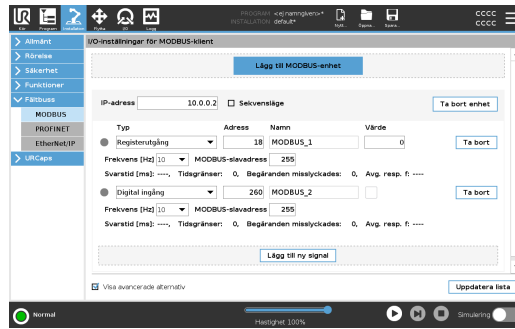 PROGRAM <ej namngiven>*
INSTALLATION default*
Kör Program Installation Flytta I/O Logg Nytt... Öppna... Spara...
cccc
cccc
Allmänt
Rörelse
Säkerhet
Funktioner
Fältbuss
MODBUS
PROFINET
EtherNet/IP
URCaps
I/O-inställningar för MODBUS-klient
Lägg till MODBUS-enhet
IP-adress 10.0.0.2 Sekvensläge Ta bort enhet
Typ Adress Namn Värde
Registerutgång 18 MODBUS_1 0 Ta bort
Frekvens [Hz] 10 MODBUS-slavadress 255
Svarstid [ms]: ----, Tidsgränser: 0, Begäranden misslyckades: 0, Avg. resp. f: ----
Digital ingång 260 MODBUS_2 Ta bort
Frekvens [Hz] 10 MODBUS-slavadress 255
Svarstid [ms]: ----, Tidsgränser: 0, Begäranden misslyckades: 0, Avg. resp. f: ----
Lägg till ny signal
Visa avancerade alternativ Uppdatera lista
Normal
Hastighet 100%
Simulering